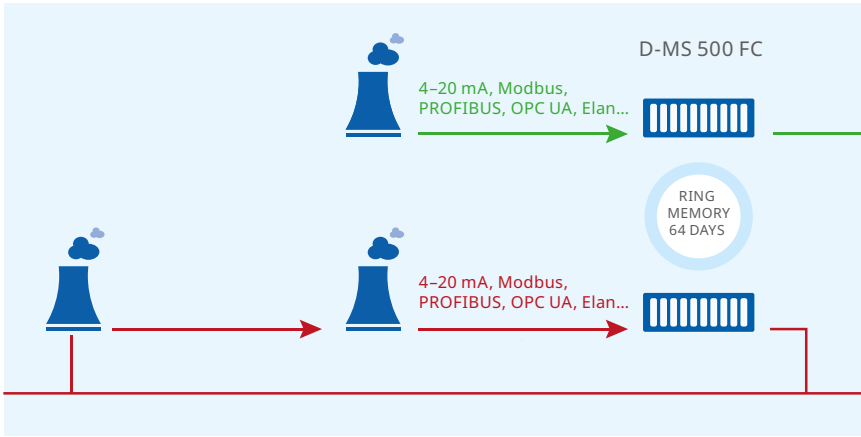 D-MS 500 FC
4–20 mA, Modbus,
PROFIBUS, OPC UA, Elan...
RING
MEMORY
64 DAYS
4–20 mA, Modbus,
PROFIBUS, OPC UA, Elan...